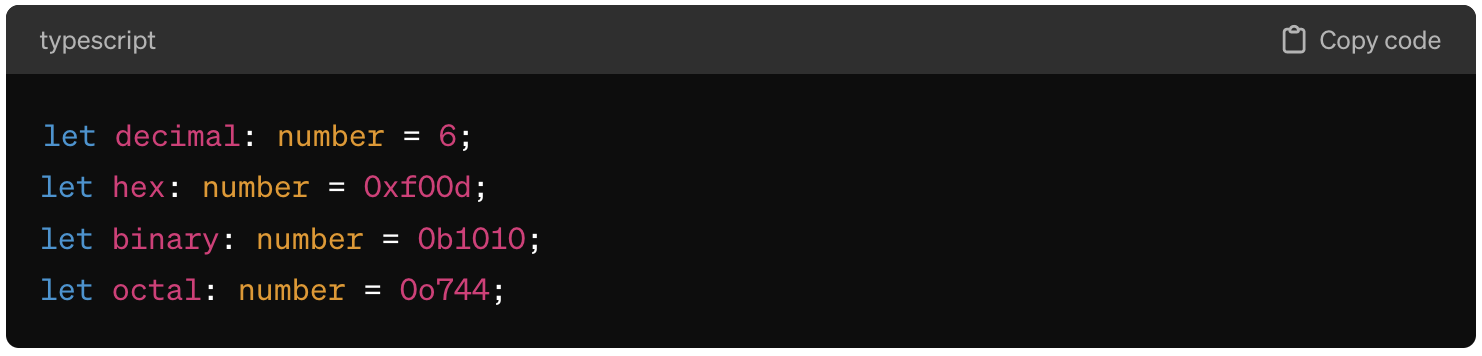 typescript
Copy code
let decimal: number = 6;
let hex: number = 0xf00d;
let binary: number = 0b1010;
let octal: number = 0o744;